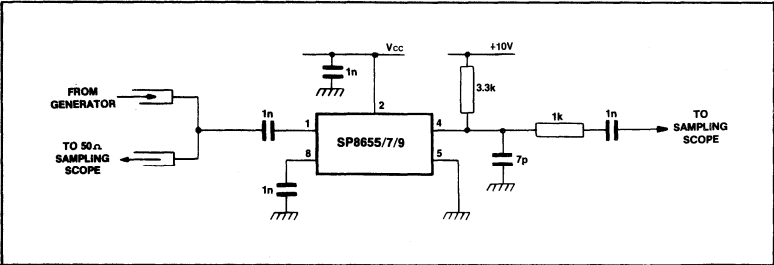 Vcc
+10V
1n
3.3k
FROM
GENERATOR
2
1n
1
4
1k
1n
TO
SAMPLING
SCOPE
SP8655/7/9
TO 50Ω
SAMPLING
SCOPE
8
5
7p
1n